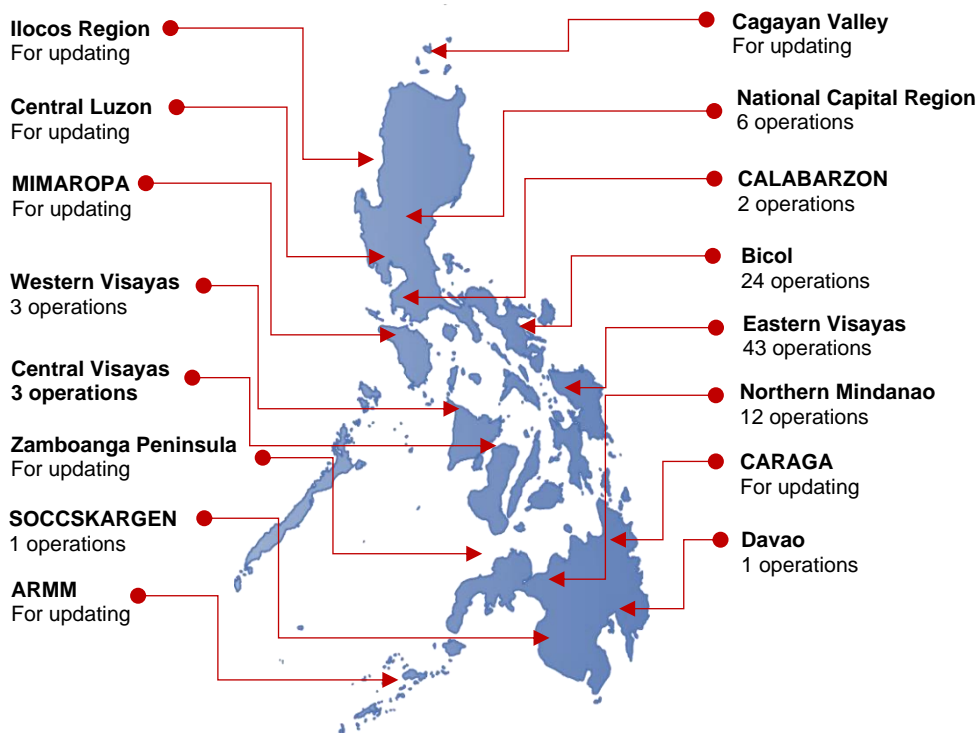 Ilocos Region
For updating
Central Luzon
For updating
MIMAROPA
For updating
Western Visayas
3 operations
Central Visayas
3 operations
Zamboanga Peninsula
For updating
SOCCSKARGEN
1 operations
ARMM
For updating
Cagayan Valley
For updating
National Capital Region
6 operations
CALABARZON
2 operations
Bicol
24 operations
Eastern Visayas
43 operations
Northern Mindanao
12 operations
CARAGA
For updating
Davao
1 operations